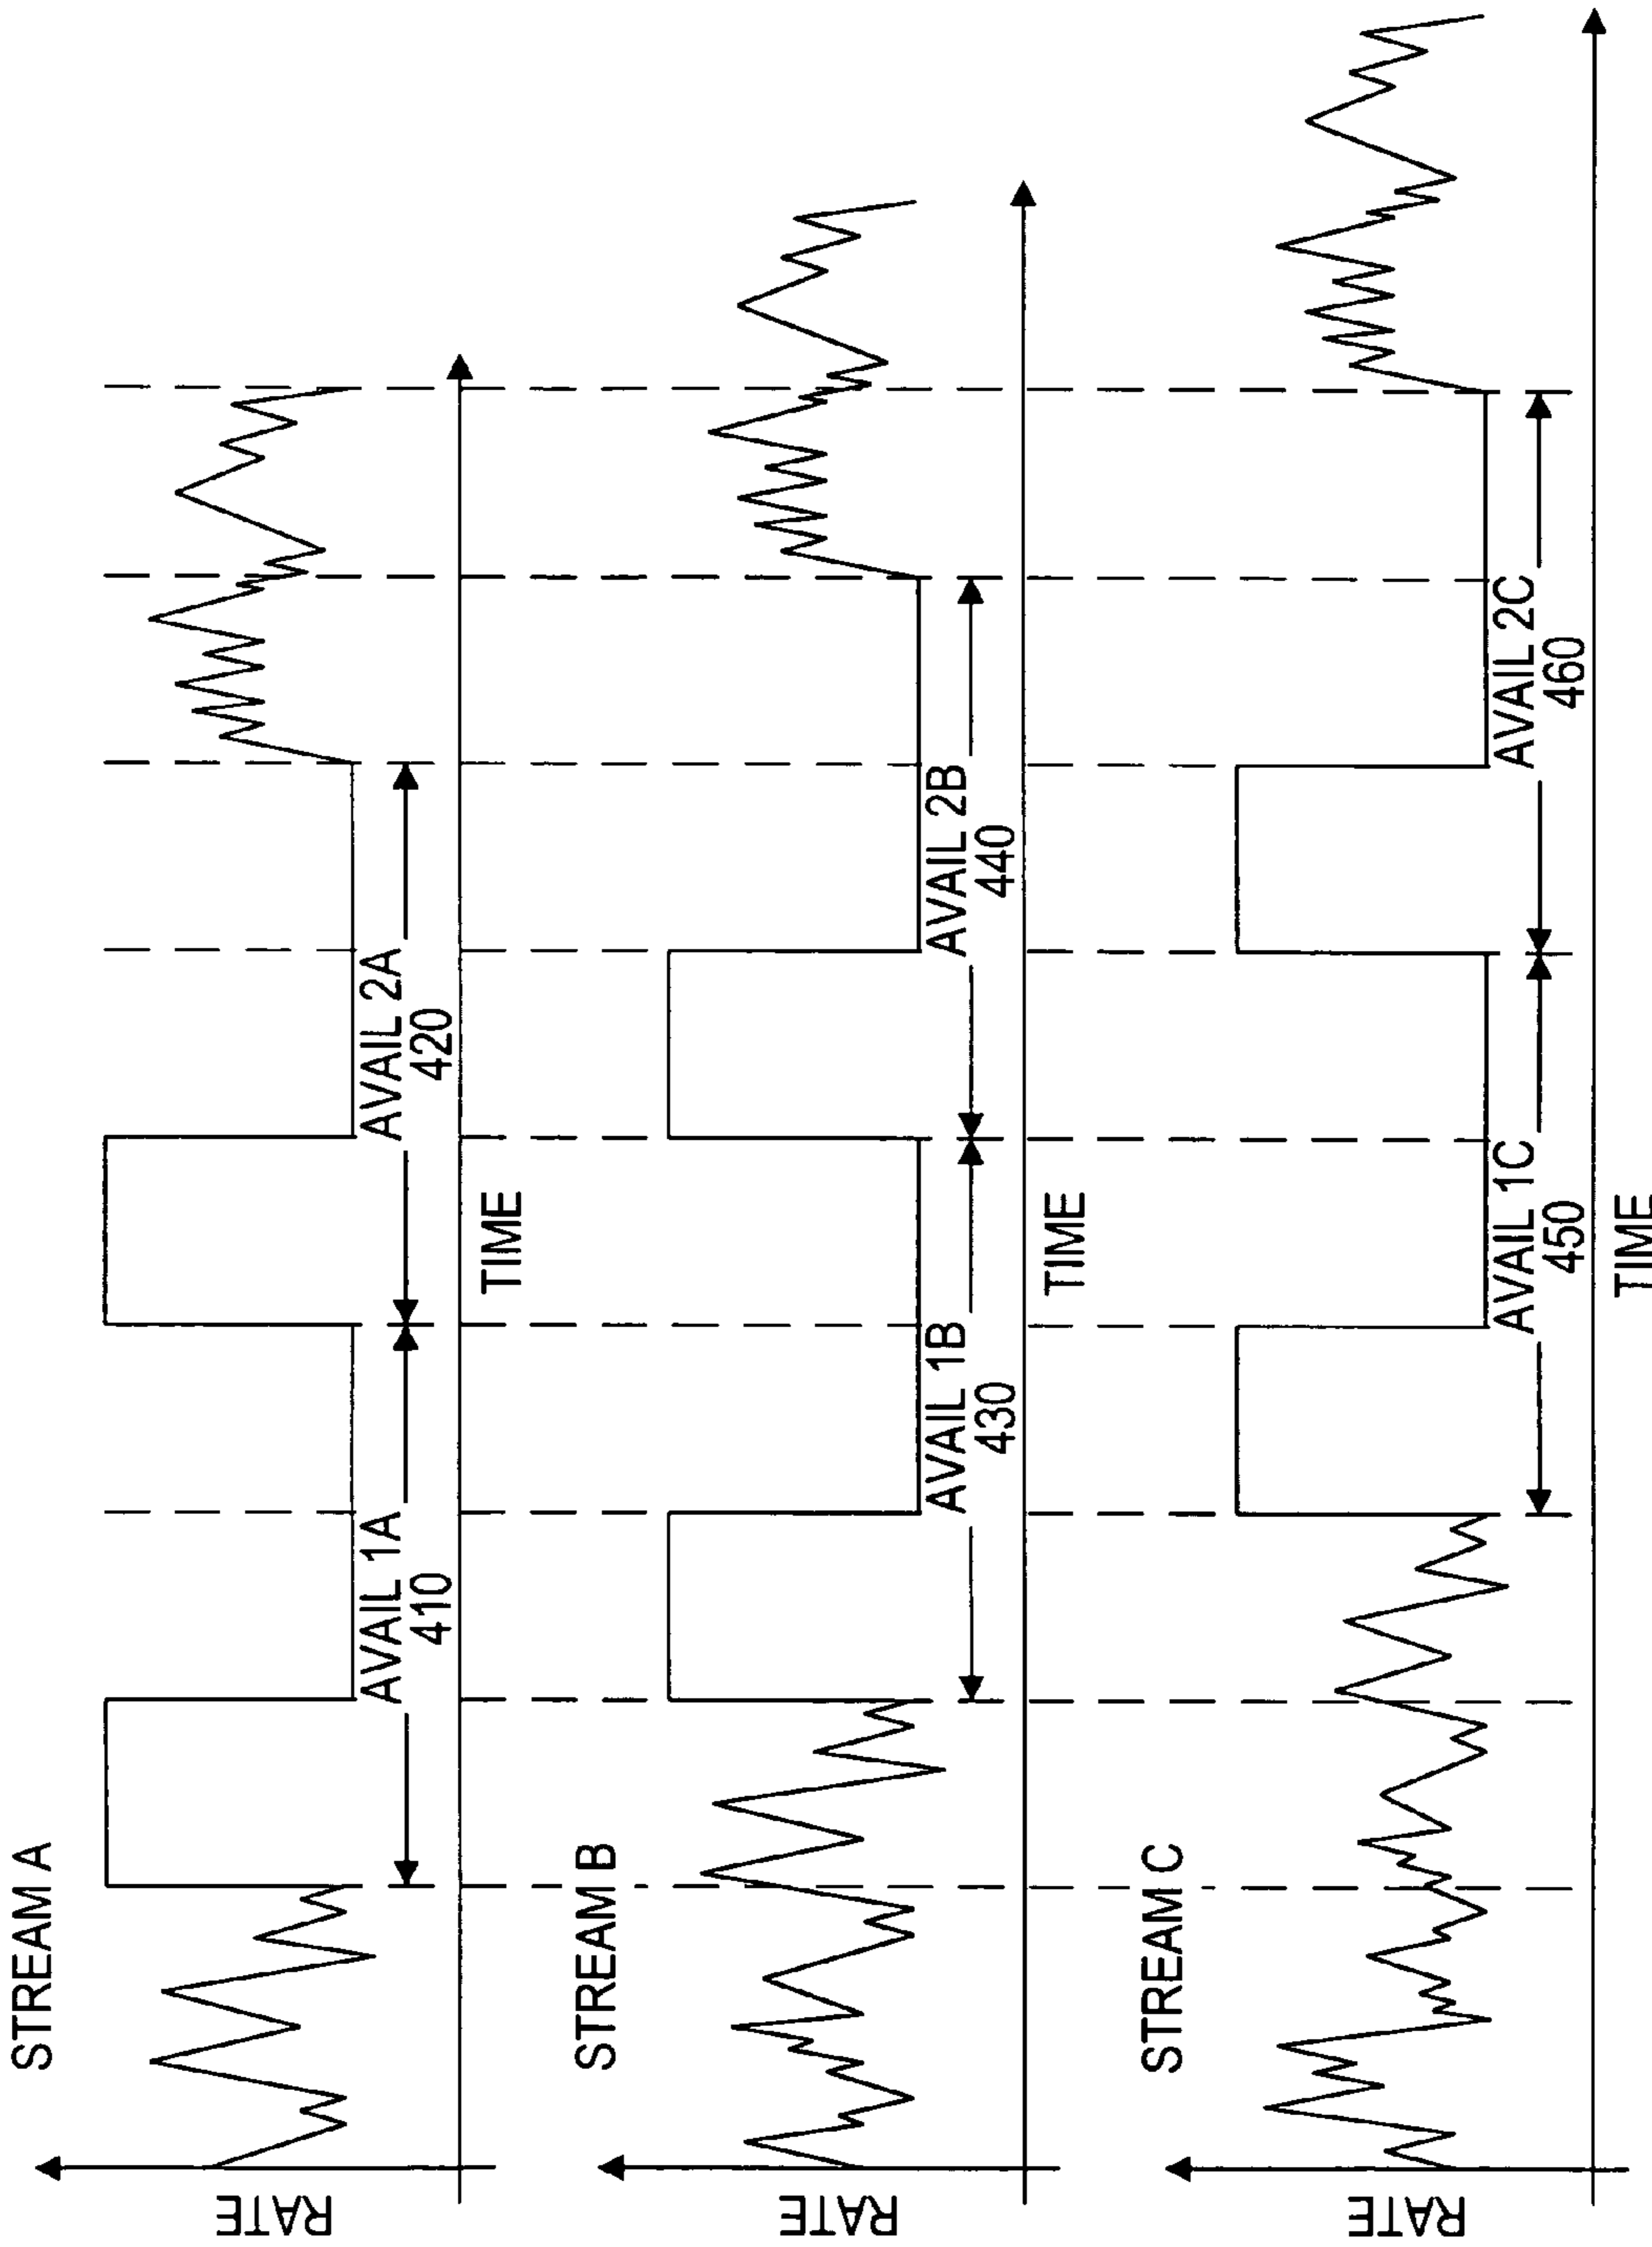 STREAM A
RATE
AVAIL 1A
410
AVAIL 2A
420
TIME
STREAM B
RATE
AVAIL 1B
430
AVAIL 2B
440
TIME
STREAM C
RATE
AVAIL 1C
450
AVAIL 2C
460
TIME